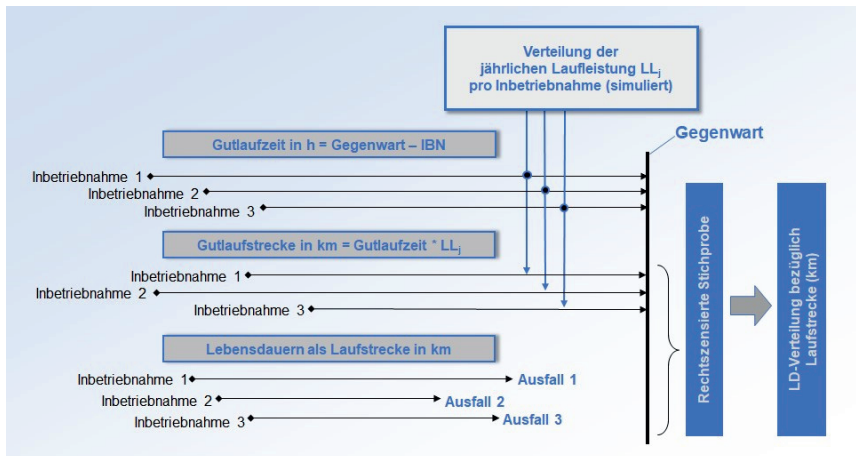 Verteilung der
jährlichen Laufleistung LLj
pro Inbetriebnahme (simuliert)
Gegenwart
Gutlaufzeit in h = Gegenwart – IBN
Inbetriebnahme 1
Inbetriebnahme 2
Inbetriebnahme 3
Gutlaufstrecke in km = Gutlaufzeit * LLj
Inbetriebnahme 1
Inbetriebnahme 2
Inbetriebnahme 3
Lebensdauern als Laufstrecke in km
Inbetriebnahme 1 Ausfall 1
Inbetriebnahme 2 Ausfall 2
Inbetriebnahme 3 Ausfall 3
Rechtszensierte Stichprobe
LD-Verteilung bezüglich
Laufstrecke (km)